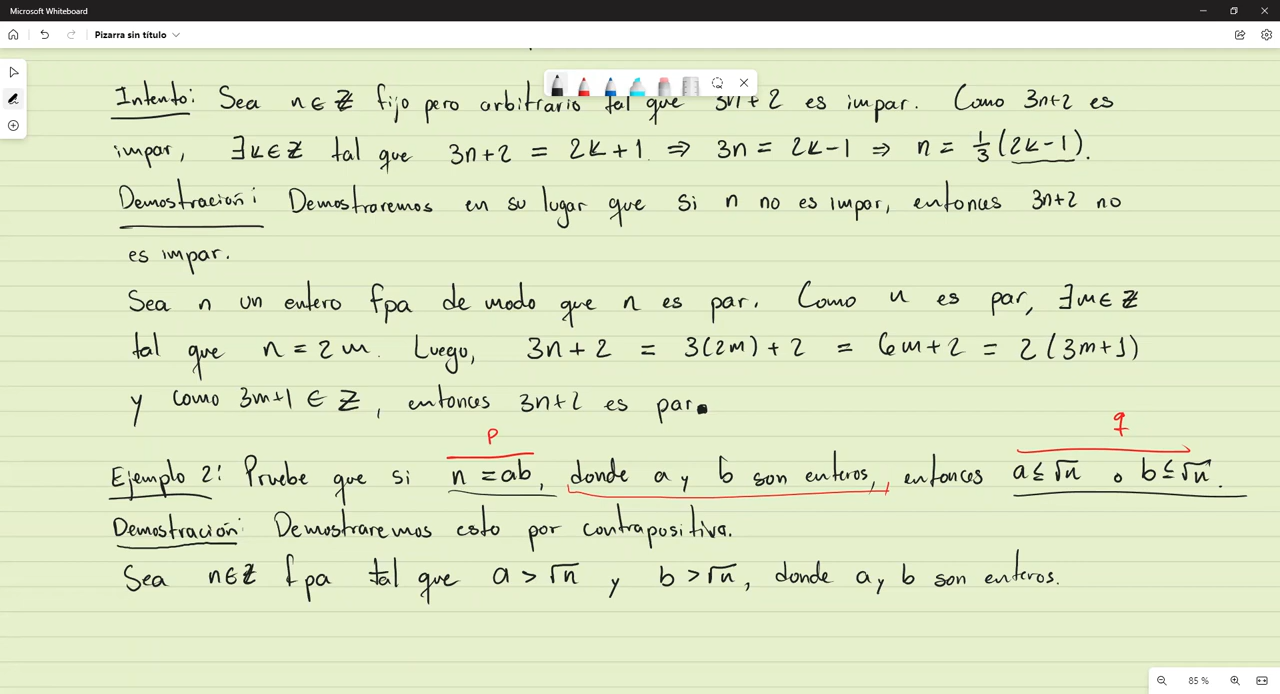 Microsoft Whiteboard
Pizarra sin título
Intento: Sea n ∈ Z fijo pero arbitrario tal que 3n + 2 es impar. Como 3n+2 es
impar, ∃k∈Z tal que 3n+2 = 2k+1 ⇒ 3n = 2k-1 ⇒ n = 1/3 (2k-1).
Demostración: Demostraremos en su lugar que si n no es impar, entonces 3n+2 no
es impar.
Sea n un entero fpa de modo que n es par. Como n es par, ∃m∈Z
tal que n = 2m. Luego, 3n+2 = 3(2m)+2 = 6m+2 = 2(3m+1)
y como 3m+1 ∈ Z, entonces 3n+2 es par
p q
Ejemplo 2: Pruebe que si n = ab, donde a y b son enteros, entonces a ≤ √n o b ≤ √n.
Demostración: Demostraremos esto por contrapositiva.
Sea n∈Z fpa tal que a > √n y b > √n, donde a y b son enteros.
85 %